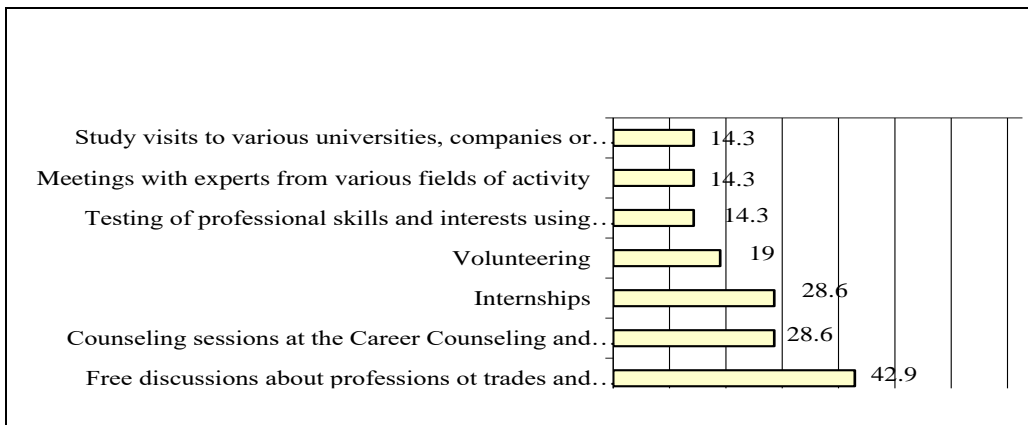 Study visits to various universities, companies or… 14.3
Meetings with experts from various fields of activity 14.3
Testing of professional skills and interests using… 14.3
Volunteering 19
Internships 28.6
Counseling sessions at the Career Counseling and… 28.6
Free discussions about professions ot trades and… 42.9